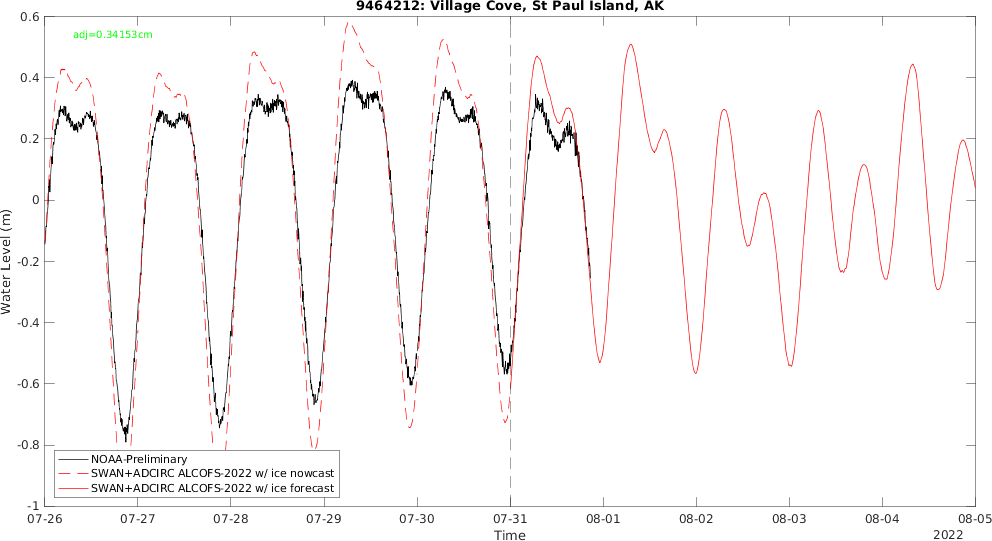 9464212: Village Cove, St Paul Island, AK
adj=0.34153cm
0.6
0.4
0.2
0
-0.2
-0.4
-0.6
-0.8
-1
Water Level (m)
NOAA-Preliminary
SWAN+ADCIRC ALCOFS-2022 w/ ice nowcast
SWAN+ADCIRC ALCOFS-2022 w/ ice forecast
07-26 07-27 07-28 07-29 07-30 07-31 08-01 08-02 08-03 08-04 08-05
Time
2022